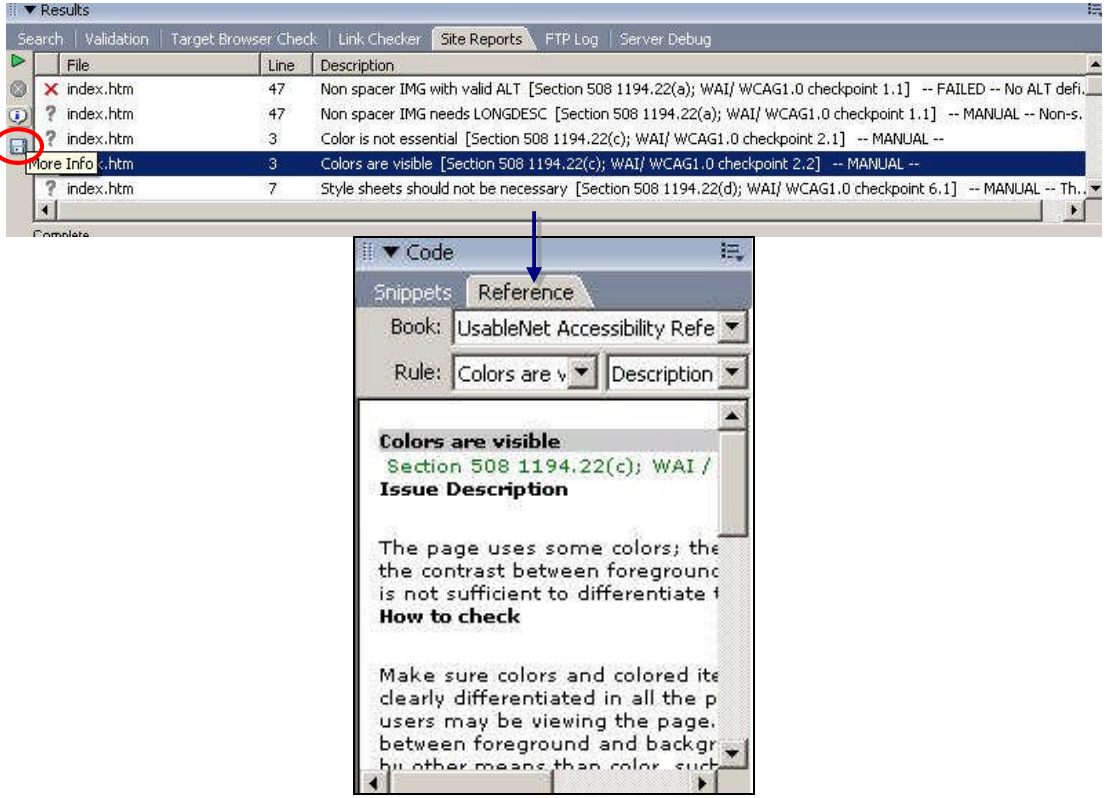 Results
Search Validation Target Browser Check Link Checker Site Reports FTP Log Server Debug
File Line Description
index.htm 47 Non spacer IMG with valid ALT [Section 508 1194.22(a); WAI/ WCAG1.0 checkpoint 1.1] -- FAILED -- No ALT defi.
? index.htm 47 Non spacer IMG needs LONGDESC [Section 508 1194.22(a); WAI/ WCAG1.0 checkpoint 1.1] -- MANUAL -- Non-s.
? index.htm 3 Color is not essential [Section 508 1194.22(c); WAI/ WCAG1.0 checkpoint 2.1] -- MANUAL --
More Info x.htm 3 Colors are visible [Section 508 1194.22(c); WAI/ WCAG1.0 checkpoint 2.2] -- MANUAL --
? index.htm 7 Style sheets should not be necessary [Section 508 1194.22(d); WAI/ WCAG1.0 checkpoint 6.1] -- MANUAL -- Th..
Complete
Code
Snippets Reference
Book: UsableNet Accessibility Refe
Rule: Colors are v Description
Colors are visible
Section 508 1194.22(c); WAI /
Issue Description
The page uses some colors; the
the contrast between foreground
is not sufficient to differentiate t
How to check
Make sure colors and colored ite
clearly differentiated in all the p
users may be viewing the page.
between foreground and backgr
by other means than color, such